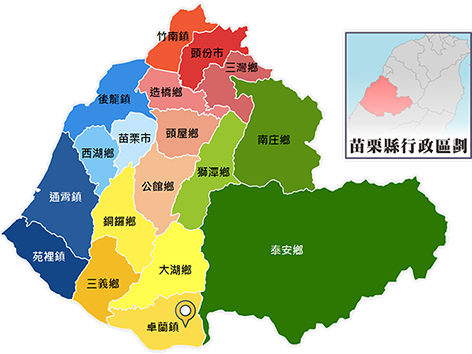 竹南鎮
頭份市
三灣鄉
造橋鄉
後龍鎮
苗栗市
頭屋鄉
南庄鄉
西湖鄉
獅潭鄉
公館鄉
通霄鎮
銅鑼鄉
苑裡鎮
泰安鄉
大湖鄉
三義鄉
卓蘭鎮
苗栗縣行政區劃